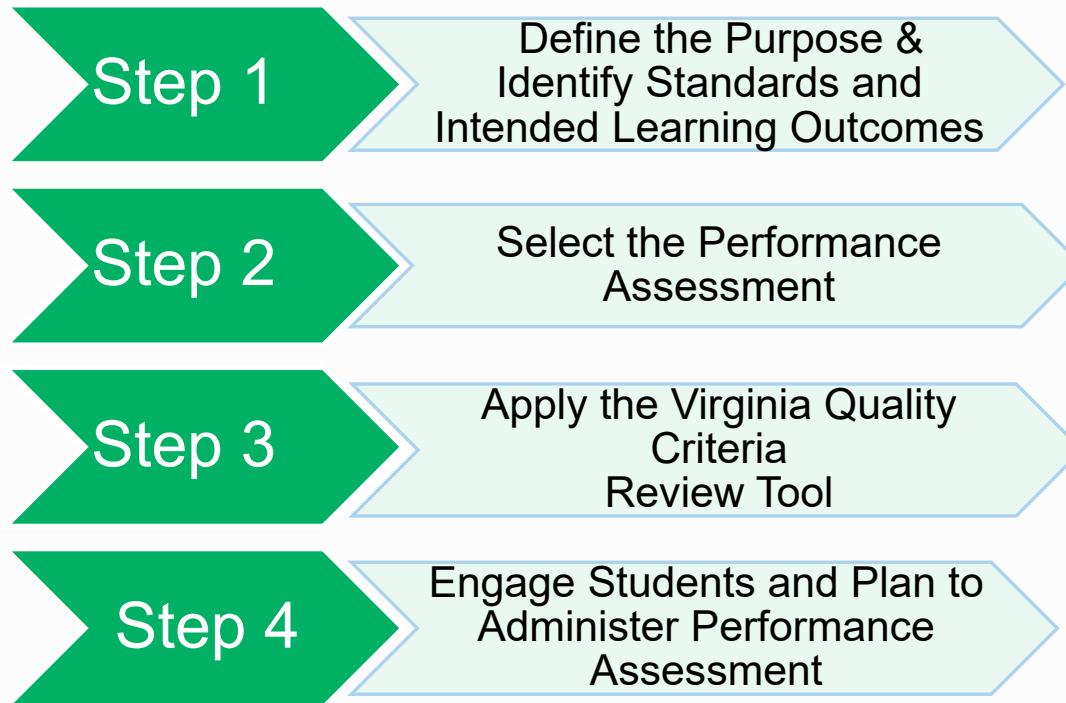 Step 1
Define the Purpose &
Identify Standards and
Intended Learning Outcomes
Step 2
Select the Performance
Assessment
Step 3
Apply the Virginia Quality
Criteria
Review Tool
Step 4
Engage Students and Plan to
Administer Performance
Assessment